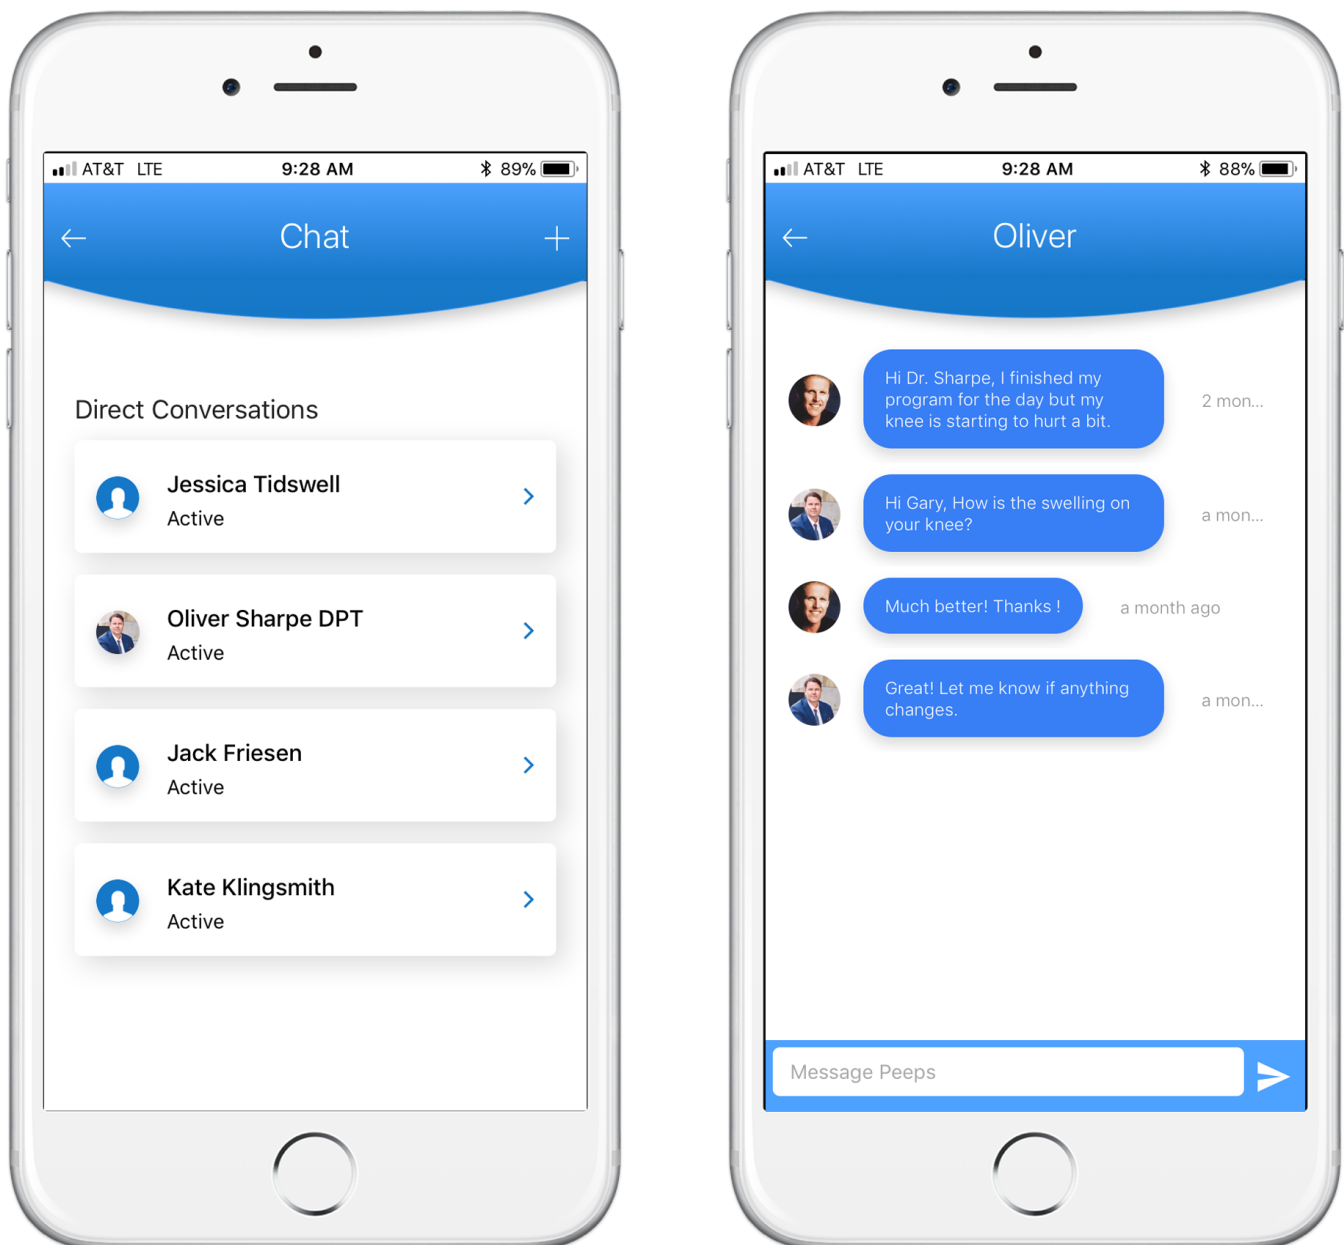 AT&T LTE 9:28 AM 89%
Chat
Direct Conversations
Jessica Tidswell
Active
Oliver Sharpe DPT
Active
Jack Friesen
Active
Kate Klingsmith
Active
AT&T LTE 9:28 AM 88%
Oliver
Hi Dr. Sharpe, I finished my
program for the day but my
knee is starting to hurt a bit.
2 mon...
Hi Gary, How is the swelling on
your knee?
a mon...
Much better! Thanks !
a month ago
Great! Let me know if anything
changes.
a mon...
Message Peeps